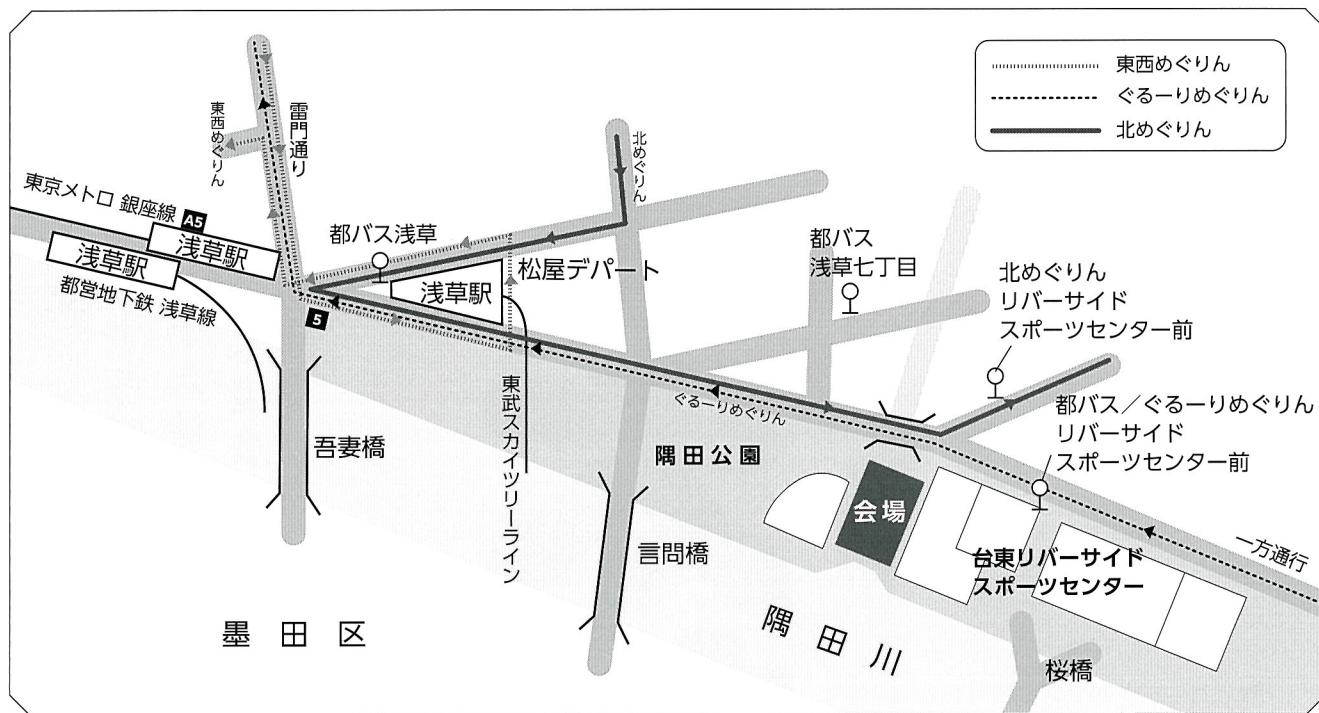 東西めぐりん
ぐるーりめぐりん
北めぐりん
雷門通り
東西めぐりん
北めぐりん
東京メトロ 銀座線
A5
浅草駅
浅草駅
都営地下鉄 浅草線
都バス浅草
松屋デパート
浅草駅
5
都バス
浅草七丁目
北めぐりん
リバーサイド
スポーツセンター前
都バス／ぐるーりめぐりん
リバーサイド
スポーツセンター前
ぐるーりめぐりん
東武スカイツリーライン
吾妻橋
隅田公園
会場
言問橋
台東リバーサイド
スポーツセンター
一方通行
墨田区
隅田川
桜橋